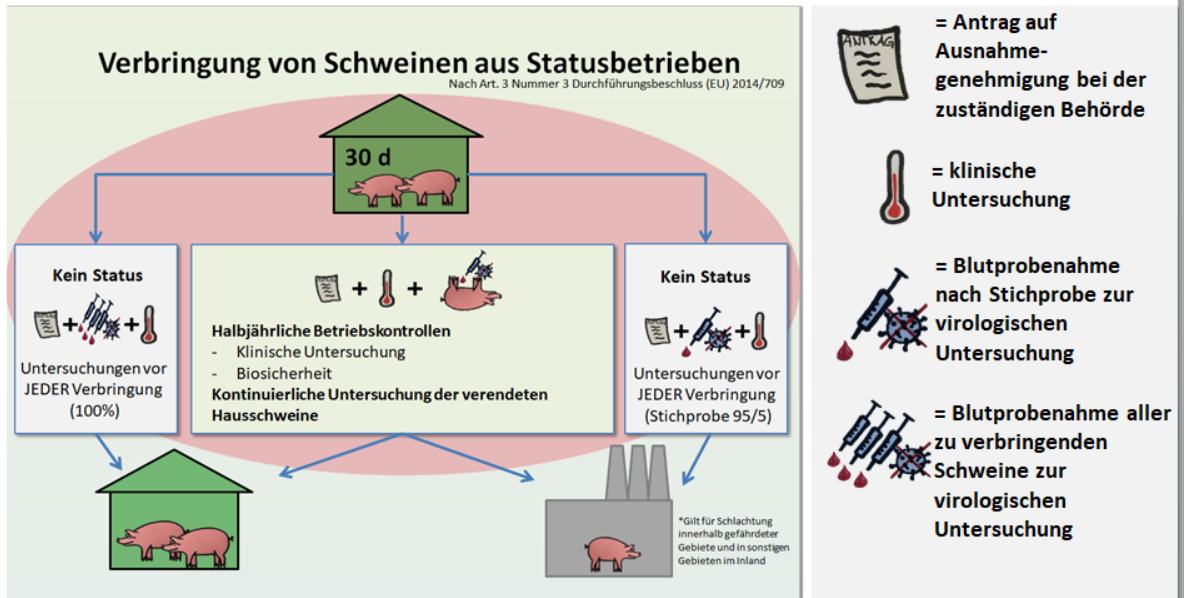 Verbringung von Schweinen aus Statusbetrieben
Nach Art. 3 Nummer 3 Durchführungsbeschluss (EU) 2014/709
30 d
Kein Status
+ +
Untersuchungen vor
JEDER Verbringung
(100%)
+ +
Halbjährliche Betriebskontrollen
- Klinische Untersuchung
- Biosicherheit
Kontinuierliche Untersuchung der verendeten
Hausschweine
Kein Status
+ +
Untersuchungen vor
JEDER Verbringung
(Stichprobe 95/5)
*Gilt für Schlachtung
innerhalb gefährdeter
Gebiete und in sonstigen
Gebieten im Inland
ANTRAG
= Antrag auf
Ausnahme-
genehmigung bei der
zuständigen Behörde
= klinische
Untersuchung
= Blutprobenahme
nach Stichprobe zur
virologischen
Untersuchung
= Blutprobenahme aller
zu verbringenden
Schweine zur
virologischen
Untersuchung